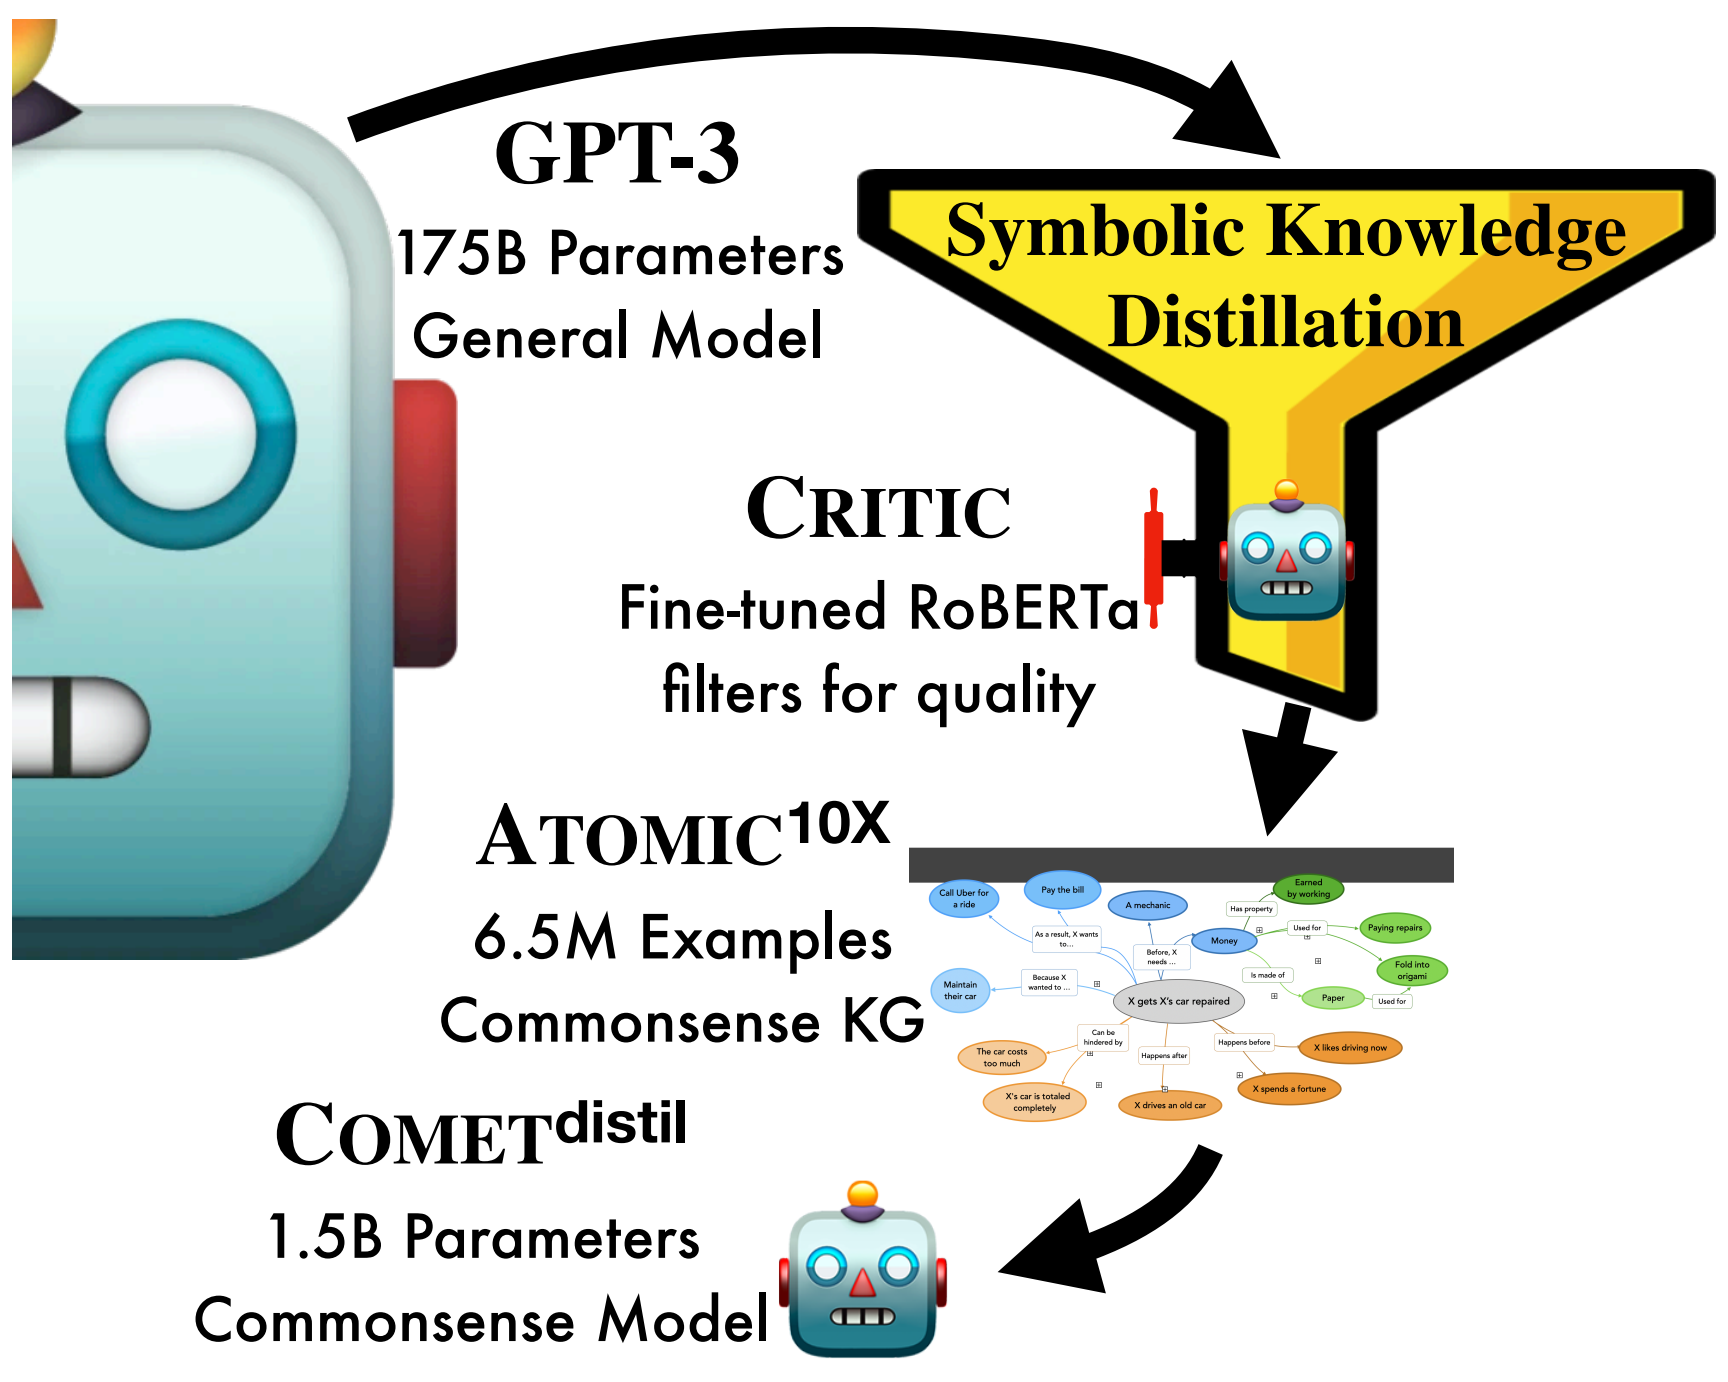 GPT-3
175B Parameters
General Model
Symbolic Knowledge
Distillation
CRITIC
Fine-tuned RoBERTa
filters for quality
ATOMIC10X
6.5M Examples
Commonsense KG
Call Uber for
a ride
Pay the bill
A mechanic
Earned
by working
Has property
As a result, X wants
to...
Before, X
needs ...
Money
Used for
Paying repairs
Because X
wanted to ...
Maintain
their car
Is made of
Fold into
origami
Paper
Used for
X gets X's car repaired
Can be
hindered by
Happens after
Happens before
X likes driving now
The car costs
too much
X's car is totaled
completely
X drives an old car
X spends a fortune
COMETdistil
1.5B Parameters
Commonsense Model